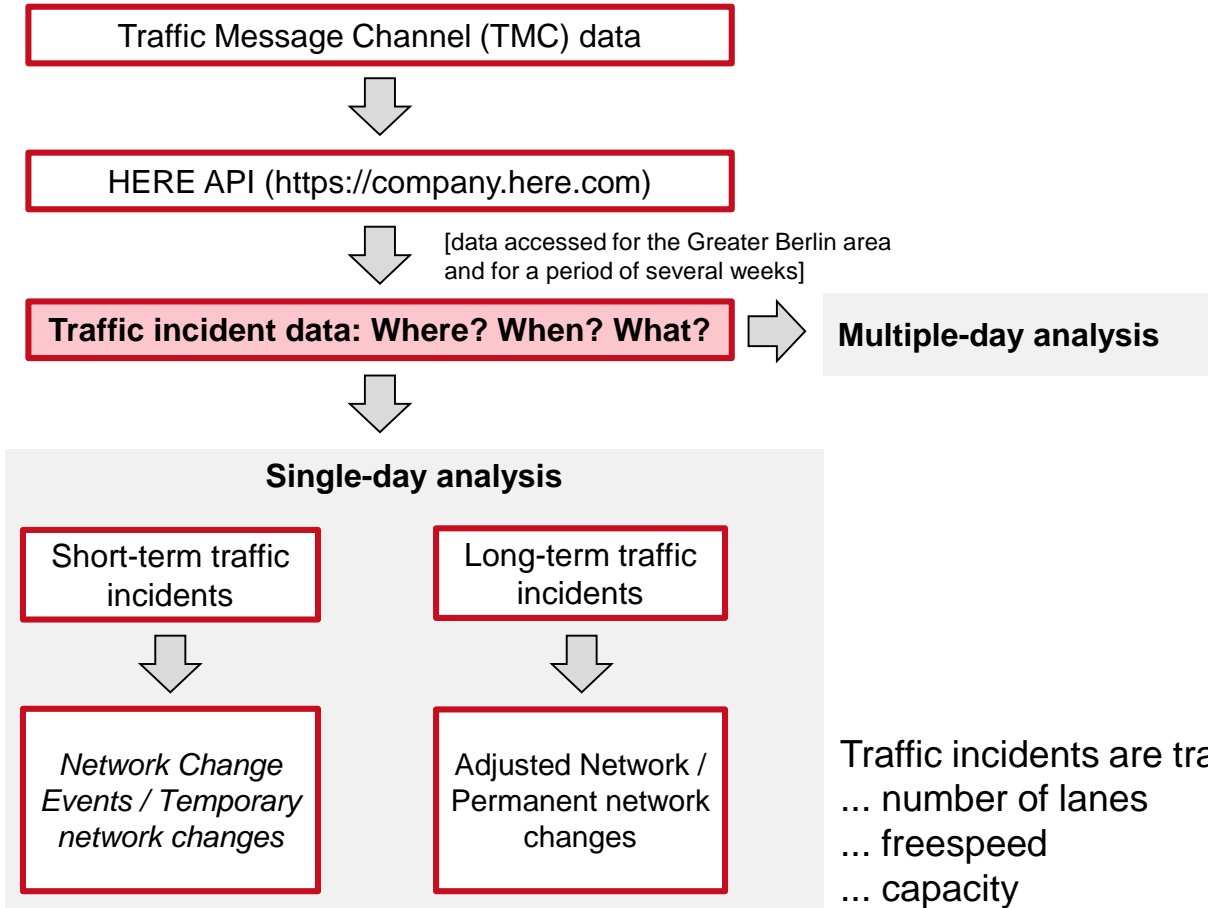 Traffic Message Channel (TMC) data
HERE API (https://company.here.com)
[data accessed for the Greater Berlin area
and for a period of several weeks]
Traffic incident data: Where? When? What?
Multiple-day analysis
Single-day analysis
Short-term traffic
incidents
Long-term traffic
incidents
Network Change
Events / Temporary
network changes
Adjusted Network /
Permanent network
changes
Traffic incidents are
... number of lanes
... freespeed
... capacity